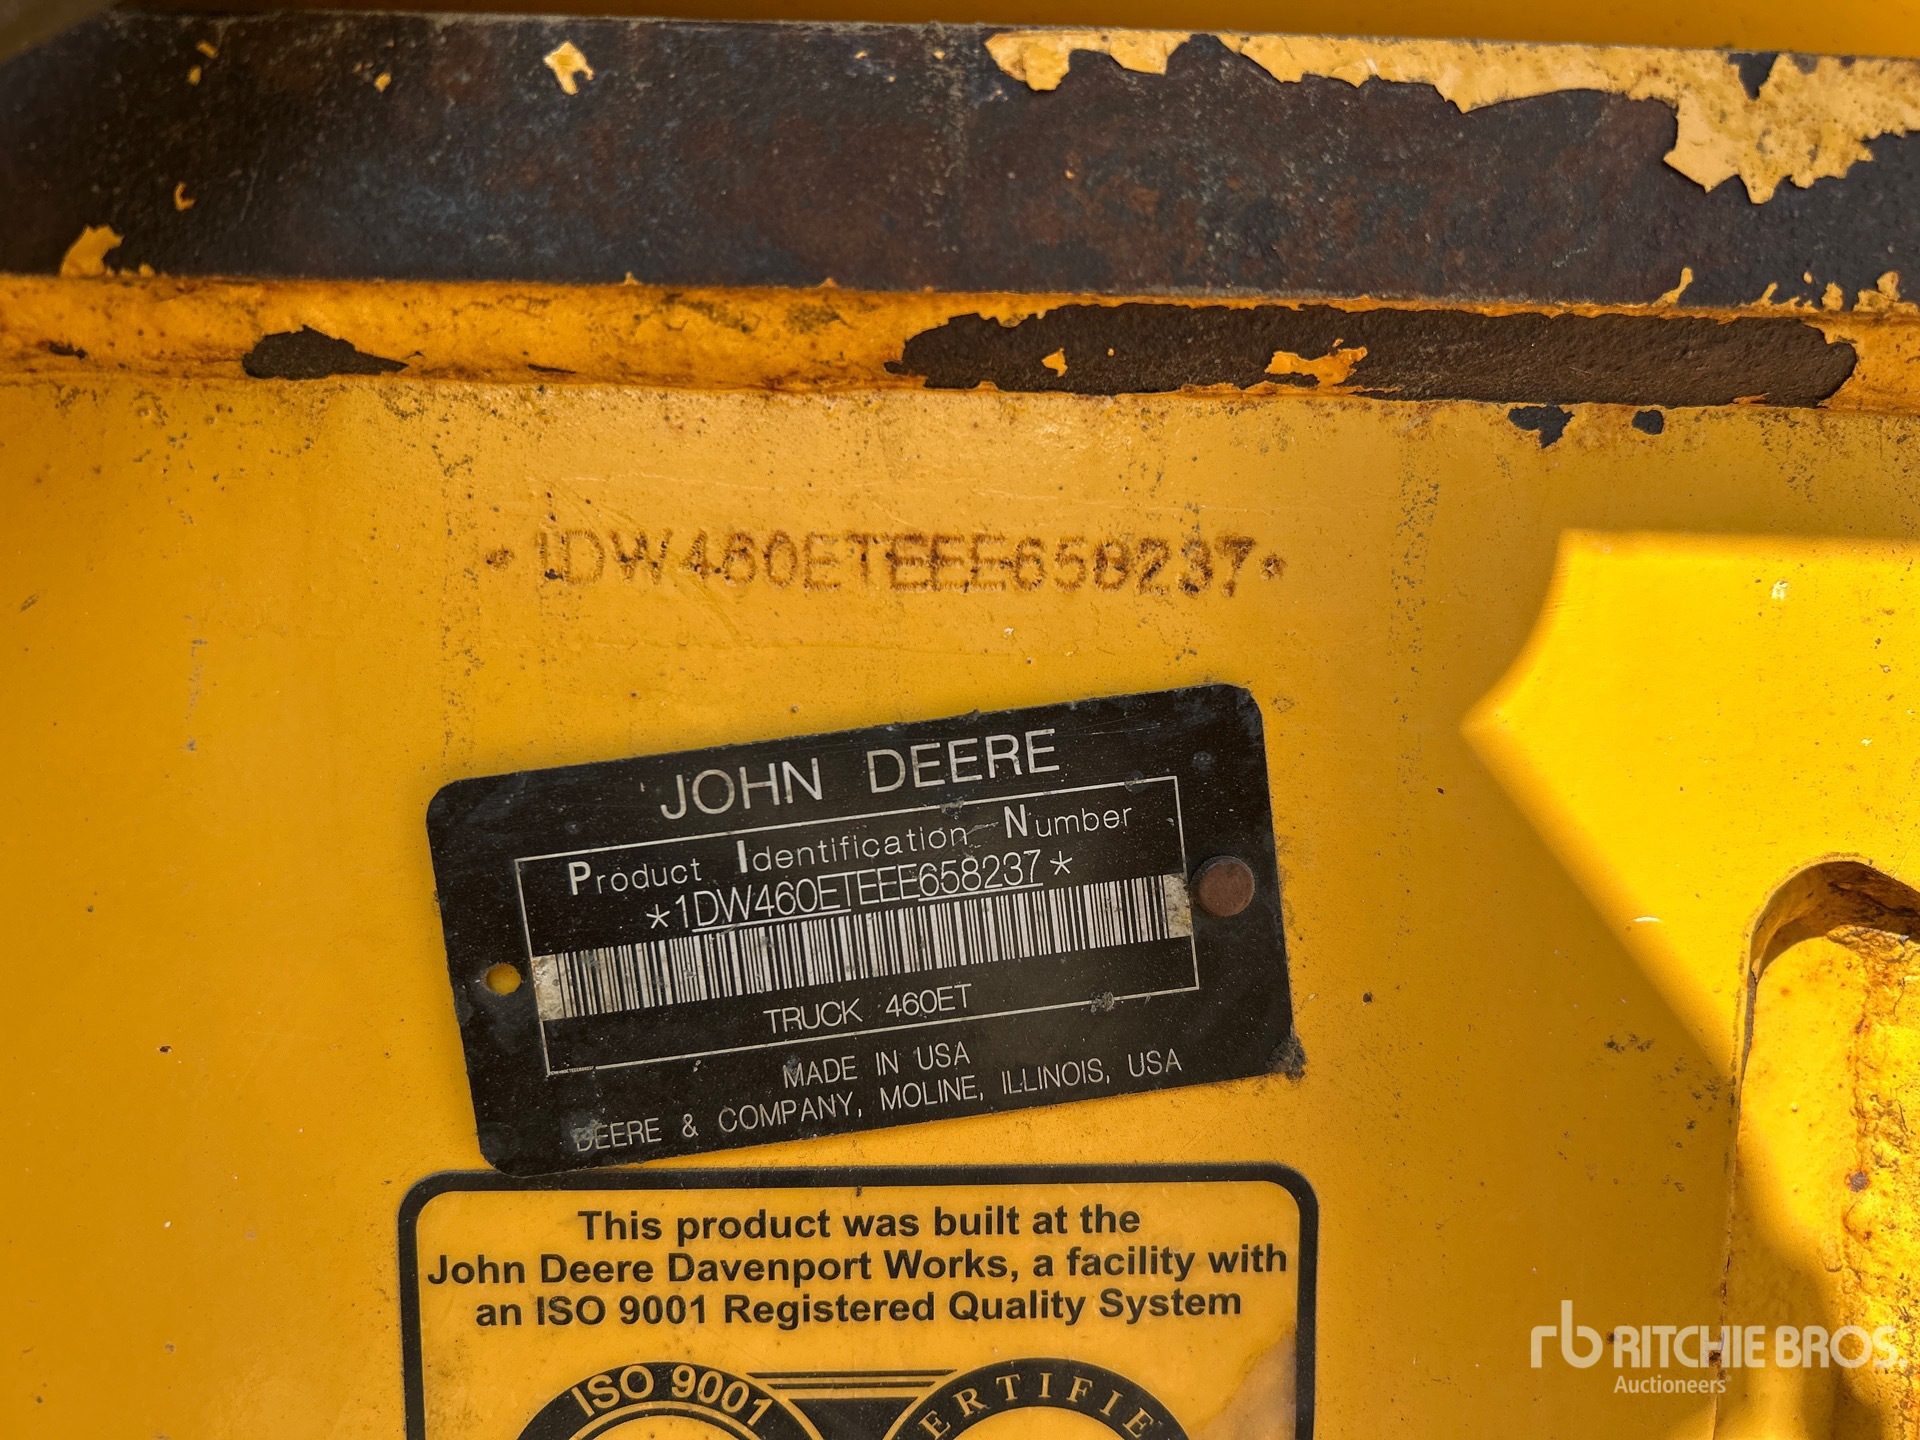 *1DW460ETEEE658237*
JOHN DEERE
Product Identification Number
*1DW460ETEEE658237*
TRUCK 460ET
MADE IN USA
DEERE & COMPANY, MOLINE, ILLINOIS, USA
This product was built at the
John Deere Davenport Works, a facility with
an ISO 9001 Registered Quality System
ISO 9001
ERTIFIE
rb RITCHIE BROS.
Auctioneers